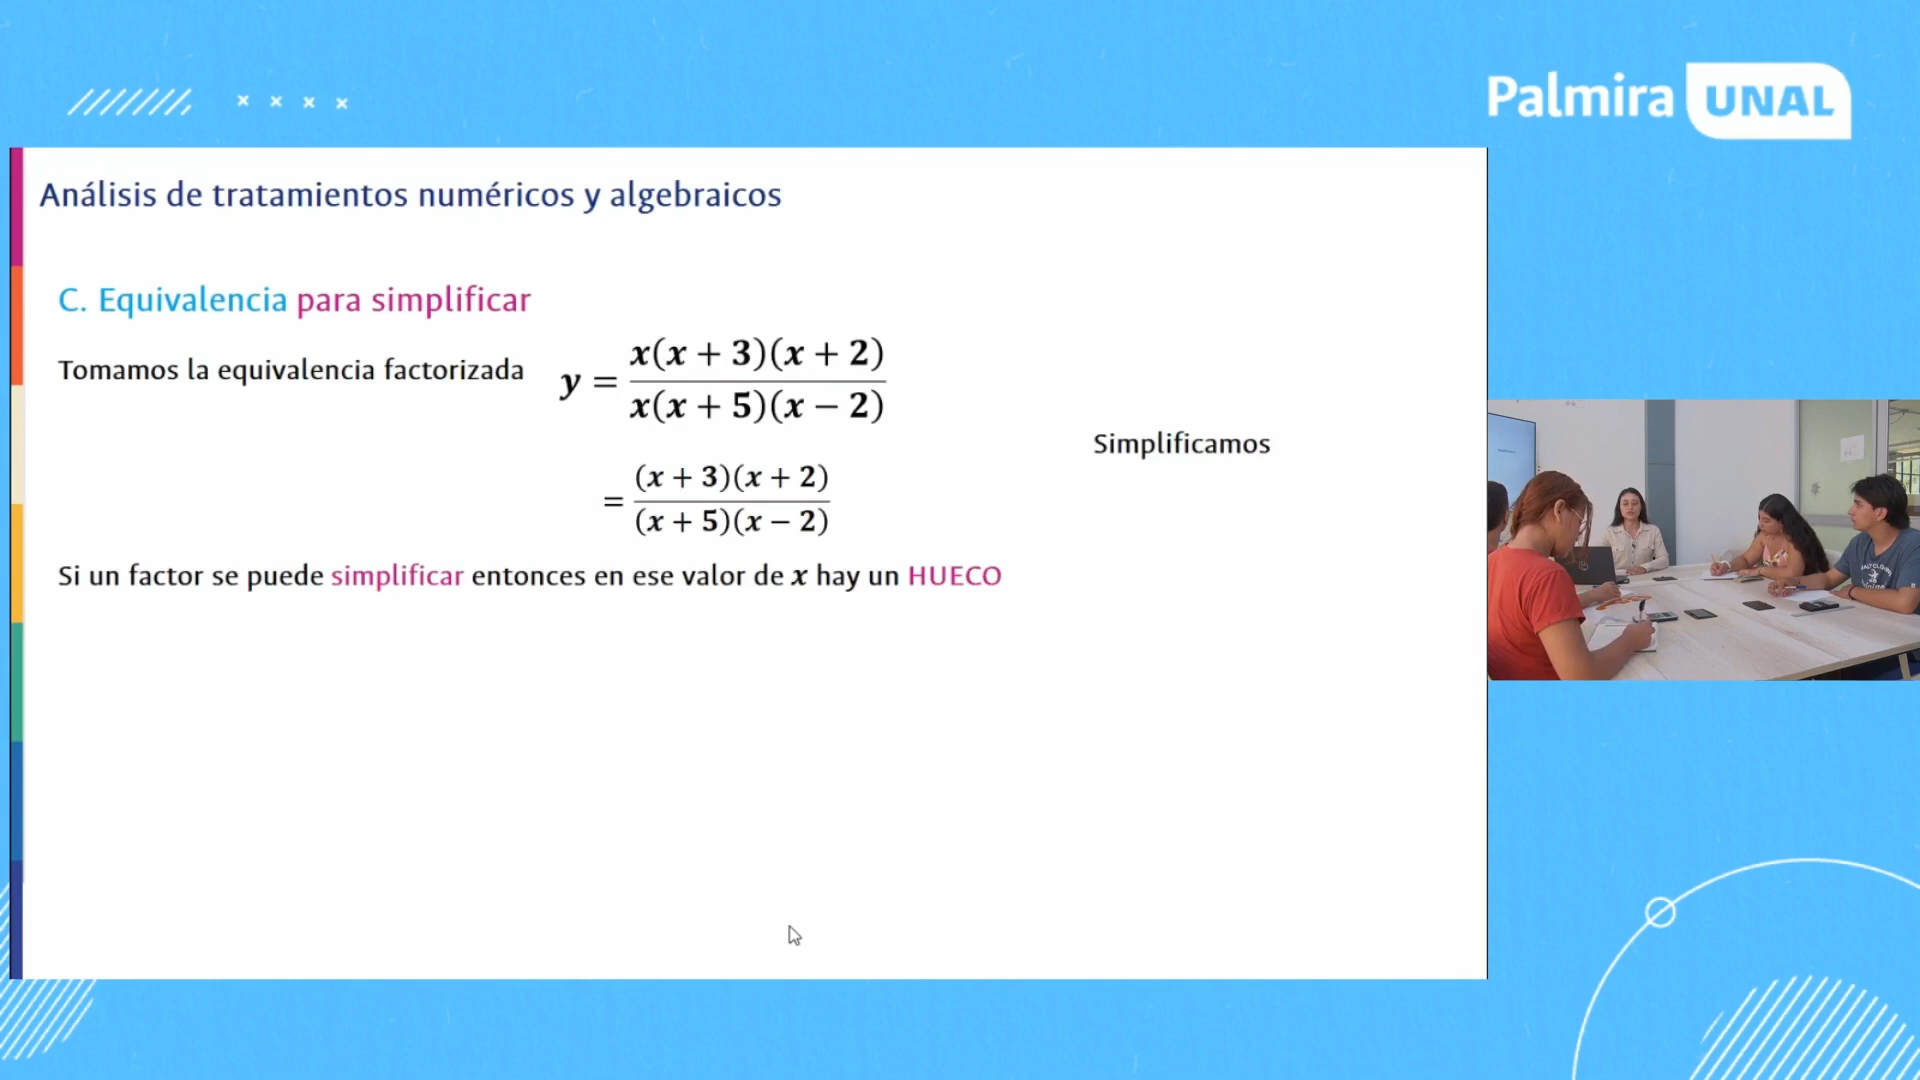 Palmira UNAL
Análisis de tratamientos numéricos y algebraicos
C. Equivalencia para simplificar
Tomamos la equivalencia factorizada
y = x(x + 3)(x + 2) / x(x + 5)(x − 2)
Simplificamos
= (x + 3)(x + 2) / (x + 5)(x − 2)
Si un factor se puede simplificar entonces en ese valor de x hay un HUECO